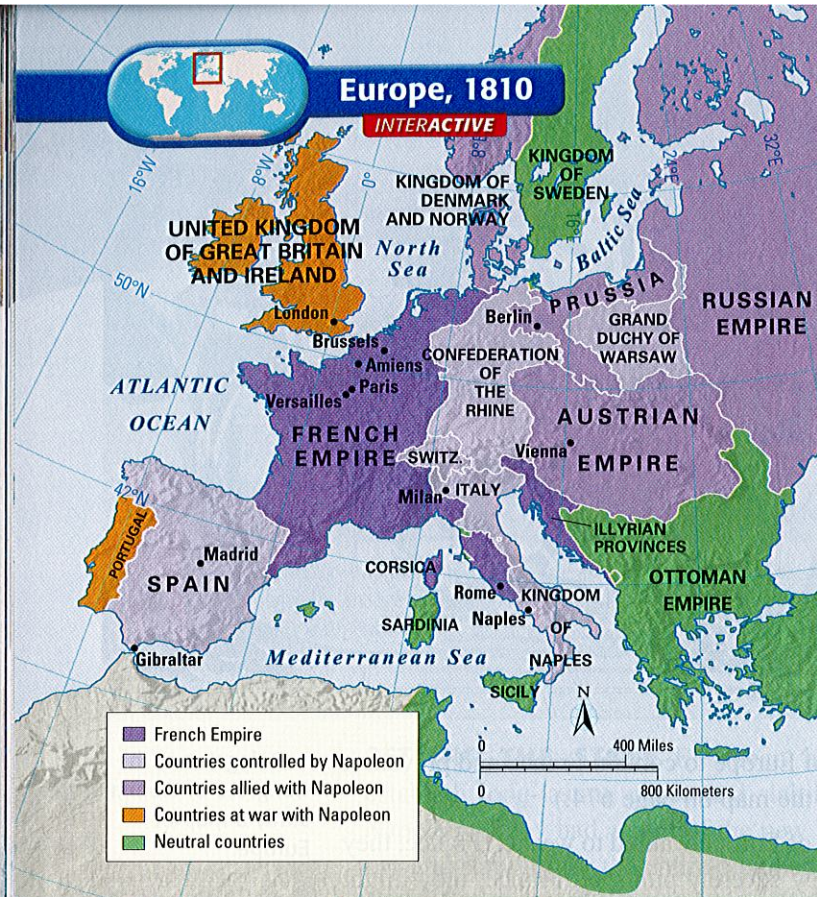 Europe, 1810
INTERACTIVE
16°W
8°W
0°
8°
16°E
24°E
32°E
50°N
42°N
KINGDOM OF
DENMARK
AND NORWAY
KINGDOM
OF
SWEDEN
UNITED KINGDOM
OF GREAT BRITAIN
AND IRELAND
North
Sea
Baltic Sea
London
Brussels
Amiens
Paris
Versailles
Berlin
PRUSSIA
GRAND
DUCHY OF
WARSAW
RUSSIAN
EMPIRE
CONFEDERATION
OF
THE
RHINE
ATLANTIC
OCEAN
FRENCH
EMPIRE
SWITZ.
Vienna
AUSTRIAN
EMPIRE
Milan
ITALY
ILLYRIAN
PROVINCES
PORTUGAL
Madrid
SPAIN
CORSICA
Rome
KINGDOM
OF
NAPLES
Naples
OTTOMAN
EMPIRE
SARDINIA
Gibraltar
Mediterranean Sea
SICILY
N
0 400 Miles
0 800 Kilometers
French Empire
Countries controlled by Napoleon
Countries allied with Napoleon
Countries at war with Napoleon
Neutral countries